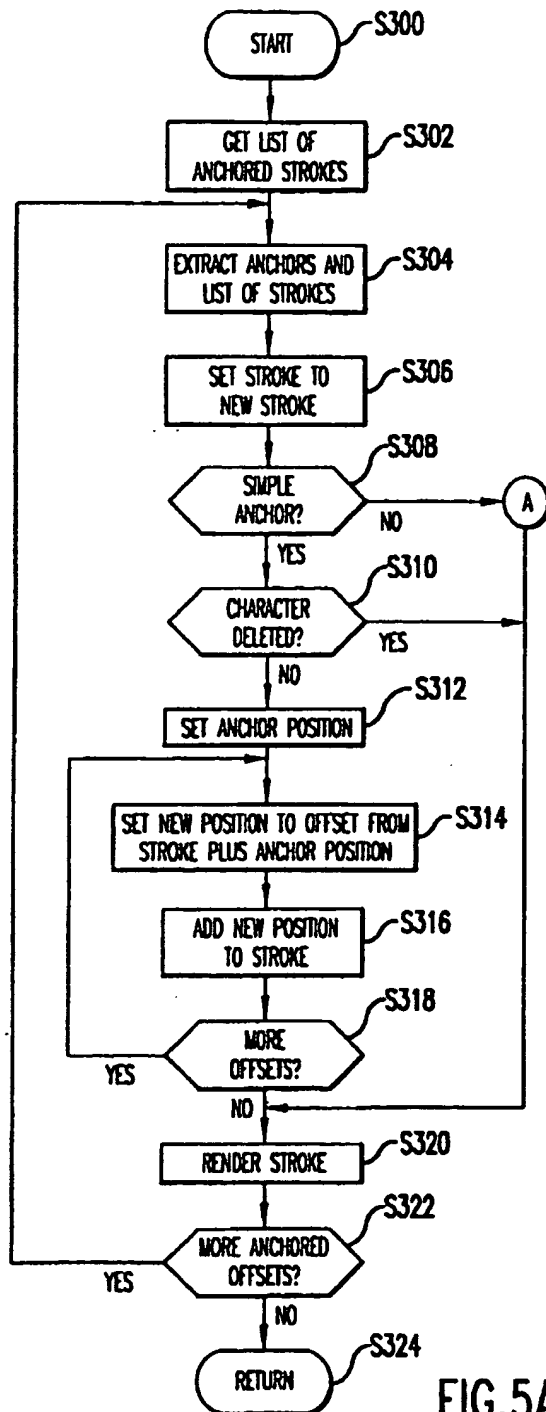 START
S300
GET LIST OF
ANCHORED STROKES
S302
EXTRACT ANCHORS AND
LIST OF STROKES
S304
SET STROKE TO
NEW STROKE
S306
SIMPLE
ANCHOR?
S308
NO
A
YES
CHARACTER
DELETED?
S310
YES
NO
SET ANCHOR POSITION
S312
SET NEW POSITION TO OFFSET FROM
STROKE PLUS ANCHOR POSITION
S314
ADD NEW POSITION
TO STROKE
S316
MORE
OFFSETS?
S318
YES
NO
RENDER STROKE
S320
MORE ANCHORED
OFFSETS?
S322
YES
NO
RETURN
S324
FIG.5A